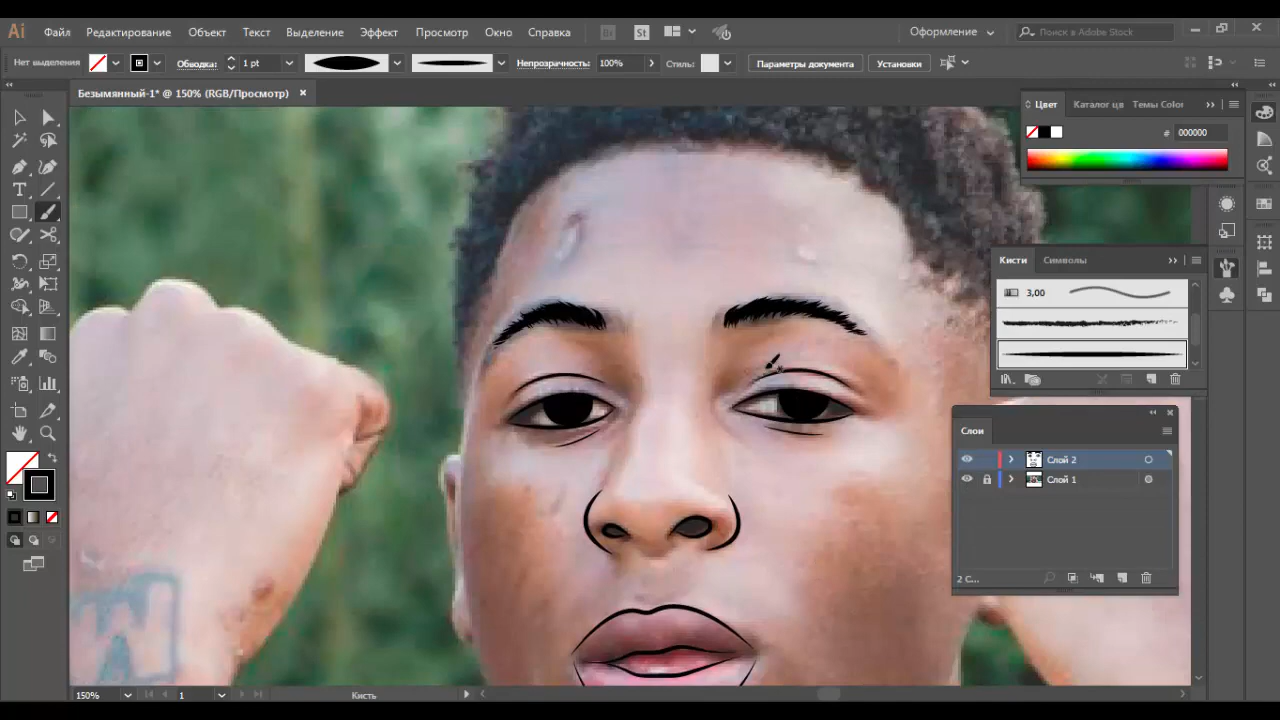 Ai Файл Редактирование Объект Текст Выделение Эффект Просмотр Окно Справка Br St Оформление Поиск в Adobe Stock
Нет выделения Обводка: 1 pt Непрозрачность: 100% Стиль: Параметры документа Установки
Безымянный-1* @ 150% (RGB/Просмотр)
Цвет Каталог цв Темы Color
# 000000
Кисти Символы
3,00
Слои
Слой 2
Слой 1
2 С...
W
150% 1 Кисть